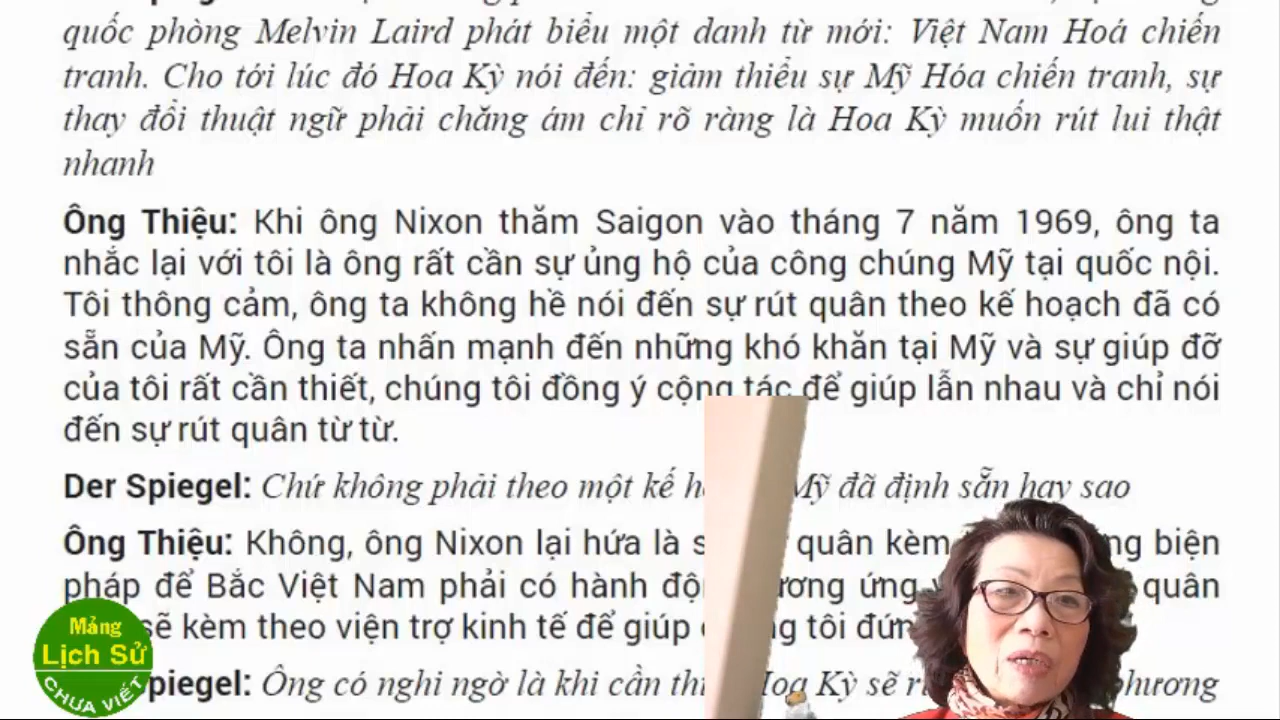 quốc phòng Melvin Laird phát biểu một danh từ mới: Việt Nam Hoá chiến
tranh. Cho tới lúc đó Hoa Kỳ nói đến: giảm thiểu sự Mỹ Hóa chiến tranh, sự
thay đổi thuật ngữ phải chăng ám chỉ rõ ràng là Hoa Kỳ muốn rút lui thật
nhanh
Ông Thiệu: Khi ông Nixon thăm Saigon vào tháng 7 năm 1969, ông ta
nhắc lại với tôi là ông rất cần sự ủng hộ của công chúng Mỹ tại quốc nội.
Tôi thông cảm, ông ta không hề nói đến sự rút quân theo kế hoạch đã có
sẵn của Mỹ. Ông ta nhấn mạnh đến những khó khăn tại Mỹ và sự giúp đỡ
của tôi rất cần thiết, chúng tôi đồng ý cộng tác để giúp lẫn nhau và chỉ nói
đến sự rút quân từ từ.
Der Spiegel: Chứ không phải theo một kế Mỹ đã định sẵn hay sao
Ông Thiệu: Không, ông Nixon lại hứa là quân kèm biện
pháp để Bắc Việt Nam phải có hành ứng quân
sẽ kèm theo viện trợ kinh tế để giúp
Ông có nghi ngờ là khi cần Hoa Kỳ sẽ phương
Mảng
Lịch Sử
CHƯA VIẾT